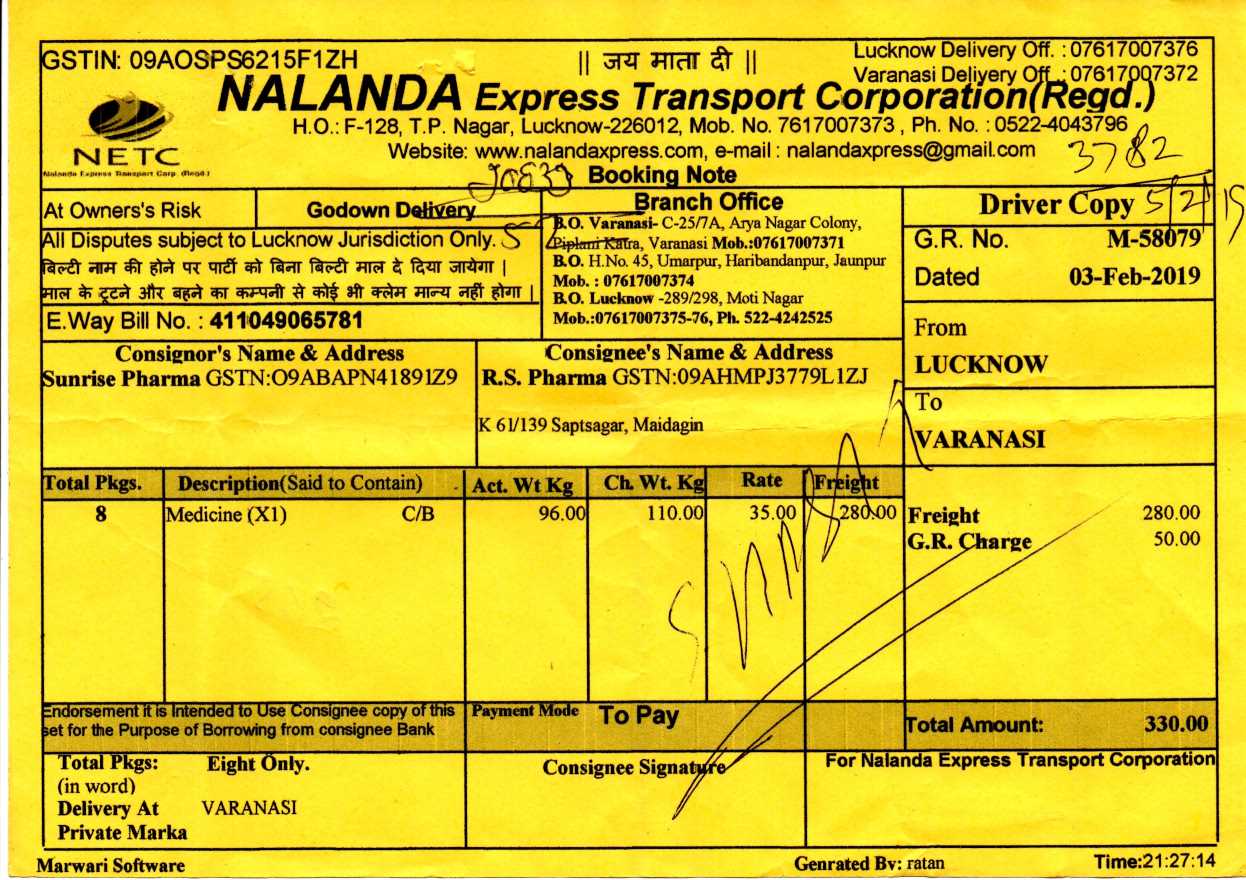 GSTIN: 09AOSPS6215F1ZH
|| जय माता दी ||
Lucknow Delivery Off. : 07617007376
Varanasi Delivery Off. : 07617007372
NALANDA Express Transport Corporation(Regd.)
H.O.: F-128, T.P. Nagar, Lucknow-226012, Mob. No. 7617007373 , Ph. No. : 0522-4043796
Website: www.nalandaxpress.com, e-mail : nalandaxpress@gmail.com
NETC
Nalanda Express Transport Corp. (Regd.)
3782
Booking Note
At Owners's Risk
Godown Delivery
All Disputes subject to Lucknow Jurisdiction Only.
बिल्टी नाम की होने पर पार्टी को बिना बिल्टी माल दे दिया जायेगा |
माल के टूटने और बहने का कम्पनी से कोई भी क्लेम मान्य नहीं होगा |
E.Way Bill No. : 411049065781
Branch Office
B.O. Varanasi- C-25/7A, Arya Nagar Colony,
Piplani Katra, Varanasi Mob.:07617007371
B.O. H.No. 45, Umarpur, Haribandanpur, Jaunpur
Mob. : 07617007374
B.O. Lucknow -289/298, Moti Nagar
Mob.:07617007375-76, Ph. 522-4242525
Driver Copy 5/2/19
G.R. No. M-58079
Dated 03-Feb-2019
From
LUCKNOW
To
VARANASI
Consignor's Name & Address
Sunrise Pharma GSTN:O9ABAPN41891Z9
Consignee's Name & Address
R.S. Pharma GSTN:09AHMPJ3779L1ZJ
K 61/139 Saptsagar, Maidagin
Total Pkgs. Description(Said to Contain) Act. Wt Kg Ch. Wt. Kg Rate Freight
8 Medicine (X1) C/B 96.00 110.00 35.00 280.00
Freight 280.00
G.R. Charge 50.00
Endorsement it is Intended to Use Consignee copy of this
set for the Purpose of Borrowing from consignee Bank
Payment Mode To Pay
Total Amount: 330.00
Total Pkgs: Eight Only.
(in word)
Delivery At VARANASI
Private Marka
Consignee Signature
For Nalanda Express Transport Corporation
Marwari Software
Genrated By: ratan
Time:21:27:14